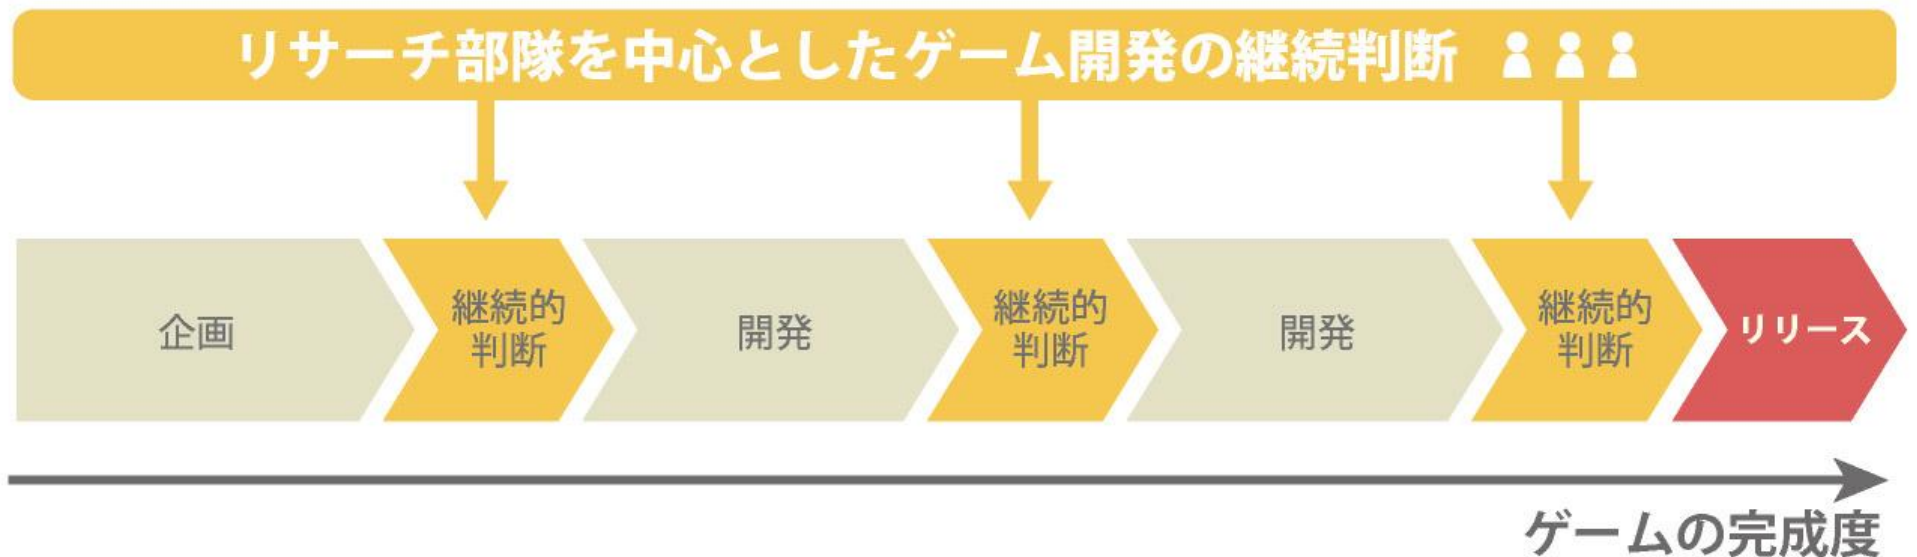 リサーチ部隊を中心としたゲーム開発の継続判断
企画
継続的
判断
開発
継続的
判断
開発
継続的
判断
リリース
ゲームの完成度